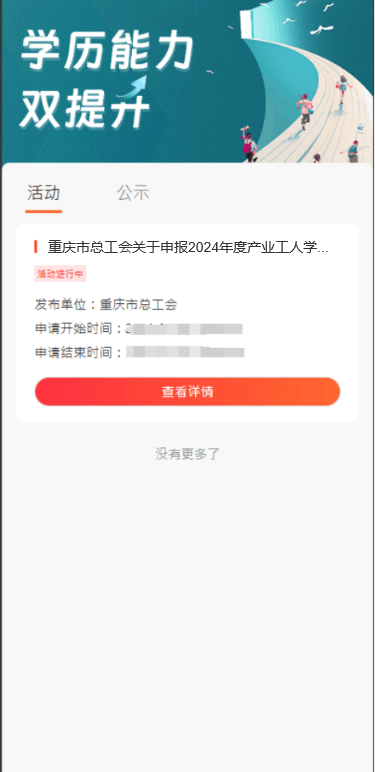 学历能力
双提升
活动
公示
重庆市总工会关于申报2024年度产业工人学...
活动进行中
发布单位：重庆市总工会
申请开始时间：
申请结束时间：
查看详情
没有更多了